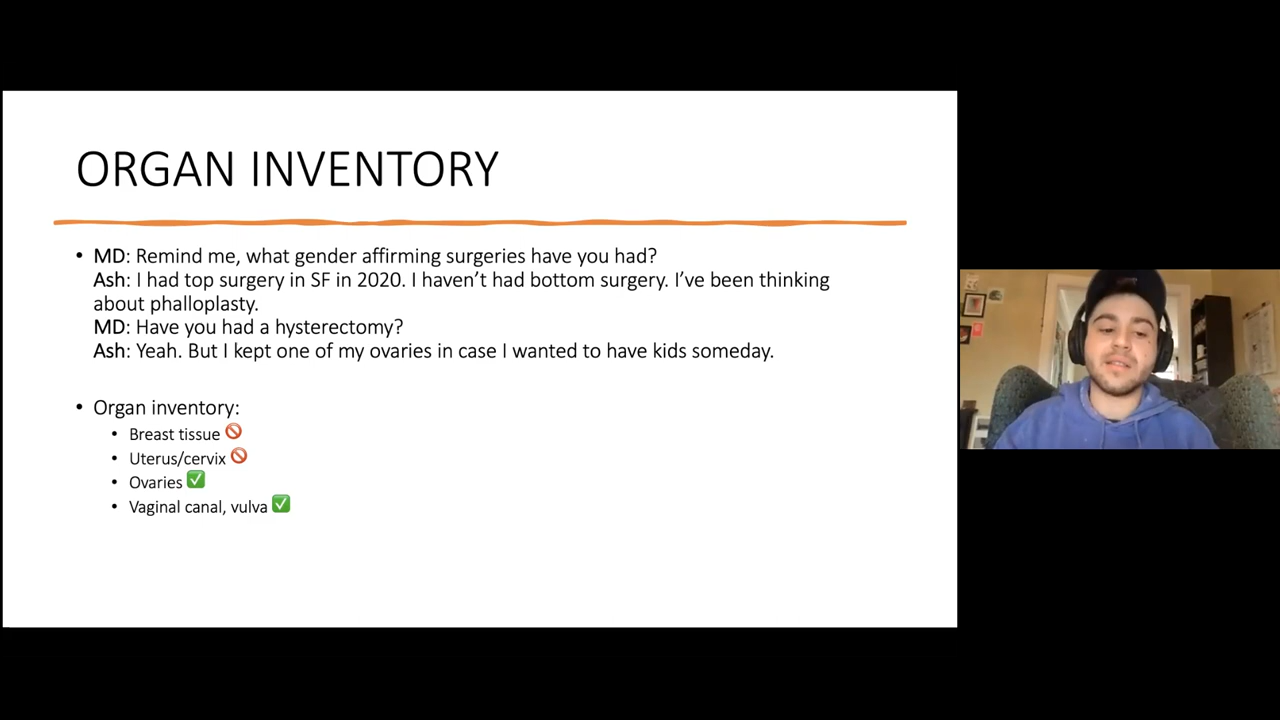 ORGAN INVENTORY
• MD: Remind me, what gender affirming surgeries have you had?
Ash: I had top surgery in SF in 2020. I haven’t had bottom surgery. I’ve been thinking
about phalloplasty.
MD: Have you had a hysterectomy?
Ash: Yeah. But I kept one of my ovaries in case I wanted to have kids someday.
• Organ inventory:
• Breast tissue 🚫
• Uterus/cervix 🚫
• Ovaries ✅
• Vaginal canal, vulva ✅